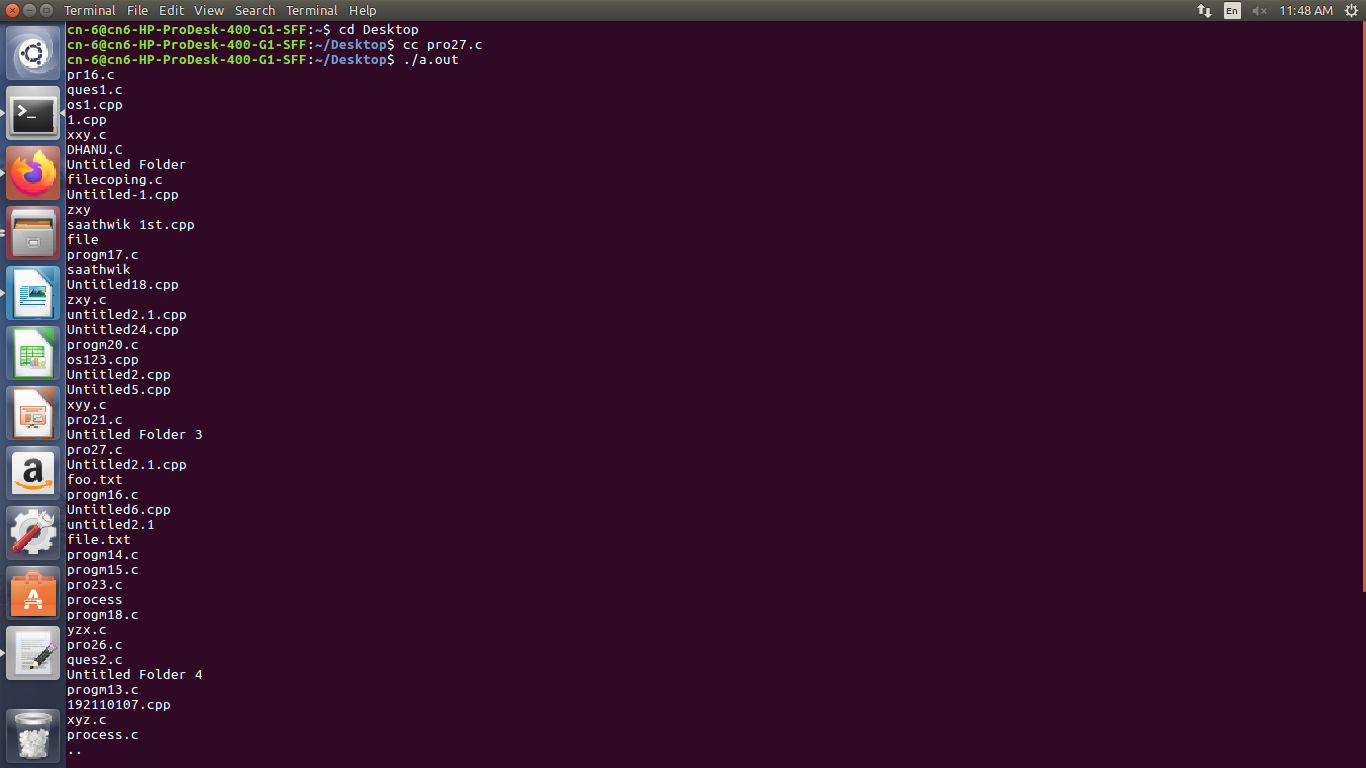 Terminal File Edit View Search Terminal Help En 11:48 AM
cn-6@cn6-HP-ProDesk-400-G1-SFF:~$ cd Desktop
cn-6@cn6-HP-ProDesk-400-G1-SFF:~/Desktop$ cc pro27.c
cn-6@cn6-HP-ProDesk-400-G1-SFF:~/Desktop$ ./a.out
pr16.c
ques1.c
os1.cpp
1.cpp
xxy.c
DHANU.C
Untitled Folder
filecoping.c
Untitled-1.cpp
zxy
saathwik 1st.cpp
file
progm17.c
saathwik
Untitled18.cpp
zxy.c
untitled2.1.cpp
Untitled24.cpp
progm20.c
os123.cpp
Untitled2.cpp
Untitled5.cpp
xyy.c
pro21.c
Untitled Folder 3
pro27.c
Untitled2.1.cpp
foo.txt
progm16.c
Untitled6.cpp
untitled2.1
file.txt
progm14.c
progm15.c
pro23.c
process
progm18.c
yzx.c
pro26.c
ques2.c
Untitled Folder 4
progm13.c
192110107.cpp
xyz.c
process.c
..